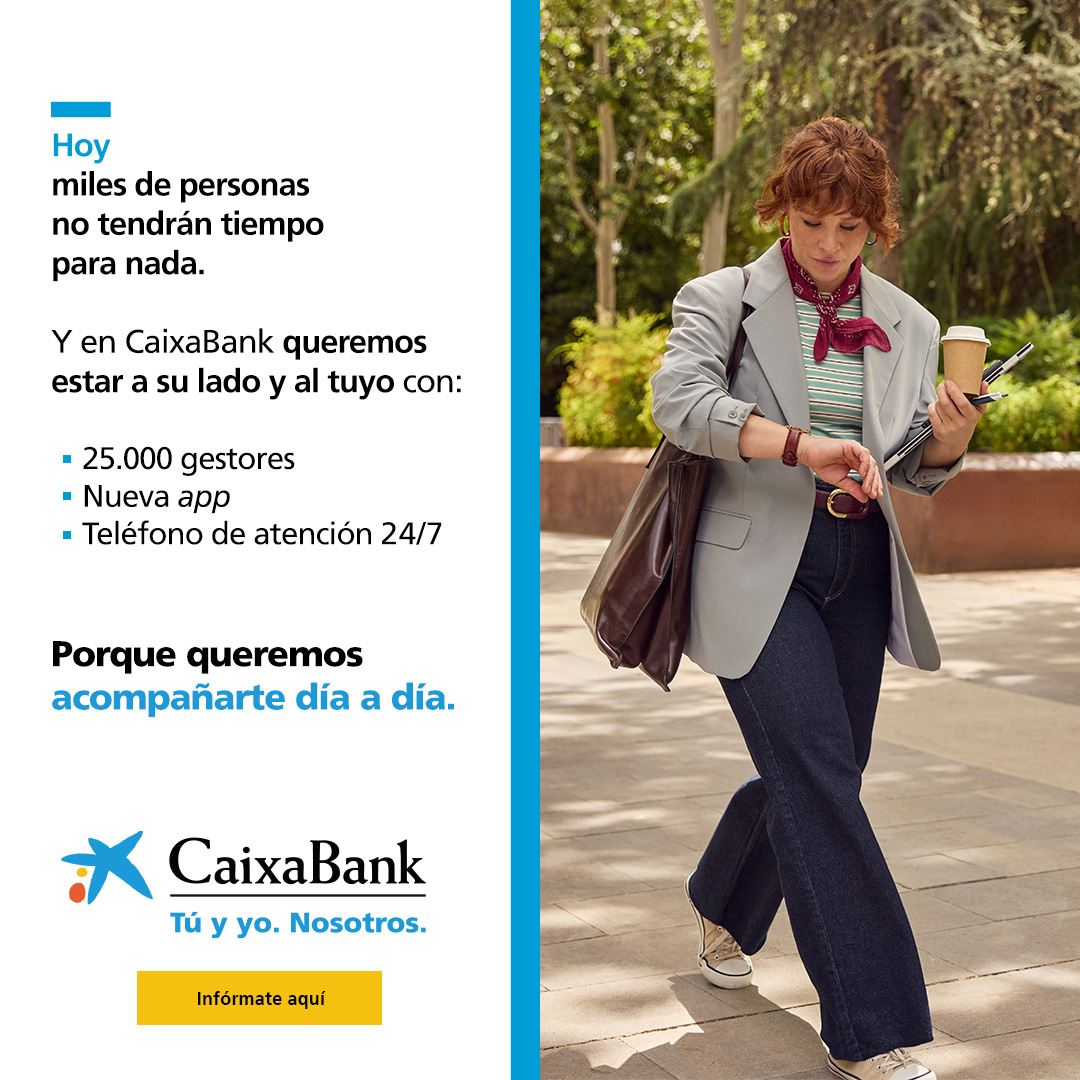 Hoy
miles de personas
no tendrán tiempo
para nada.
Y en CaixaBank queremos
estar a su lado y al tuyo con:
25.000 gestores
Nueva app
Teléfono de atención 24/7
Porque queremos
acompañarte día a día.
CaixaBank
Tú y yo. Nosotros.
Infórmate aquí